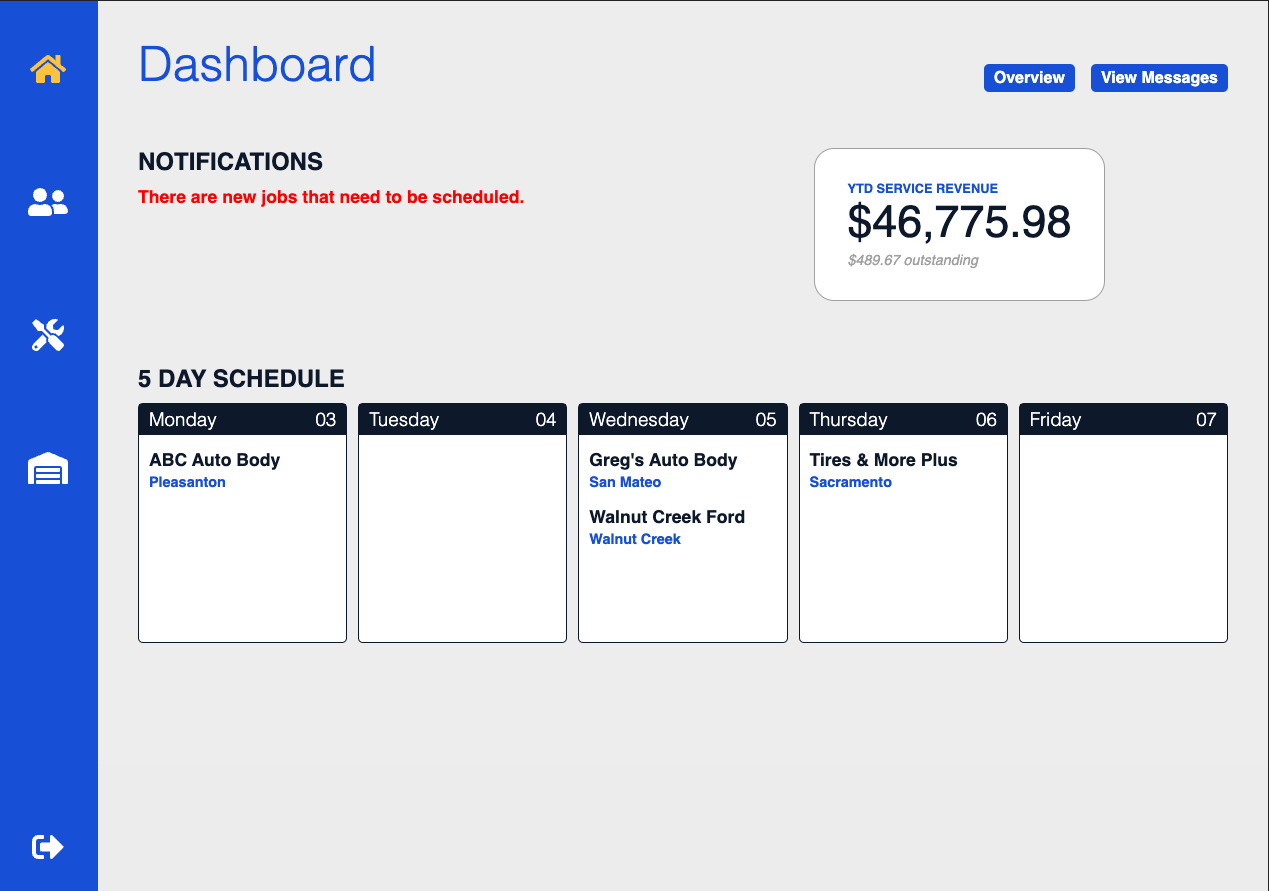 Dashboard
Overview View Messages
NOTIFICATIONS
There are new jobs that need to be scheduled.
YTD SERVICE REVENUE
$46,775.98
$489.67 outstanding
5 DAY SCHEDULE
Monday 03
ABC Auto Body
Pleasanton
Tuesday 04
Wednesday 05
Greg's Auto Body
San Mateo
Walnut Creek Ford
Walnut Creek
Thursday 06
Tires & More Plus
Sacramento
Friday 07